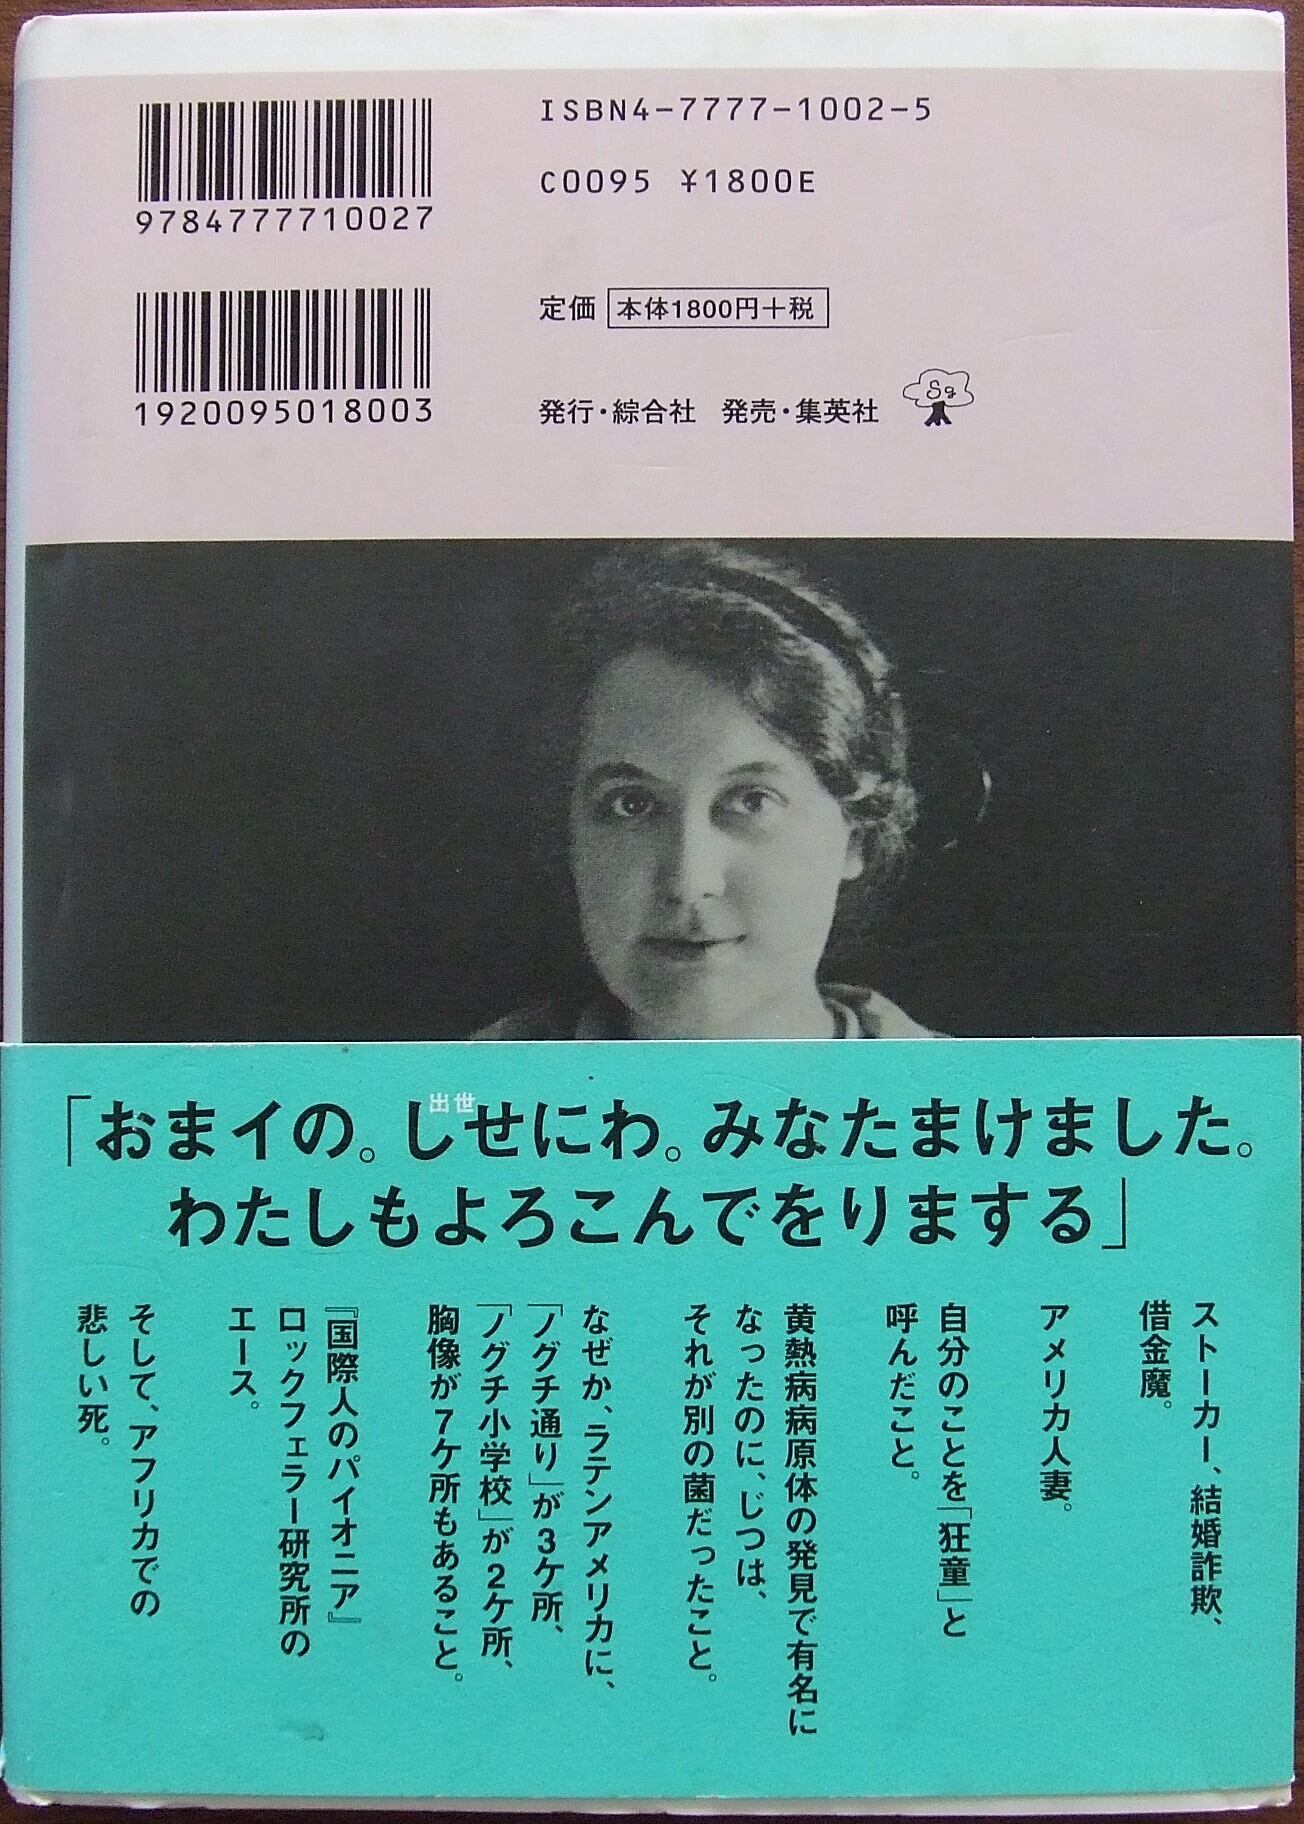 9784777710027
ISBN4-7777-1002-5
C0095 ¥1800E
1920095018003
定価 本体1800円+税
発行・綜合社 発売・集英社
Sg
「おまイの。しせにわ。みなたまけました。
出世
わたしもよろこんでをりまする」
ストーカー、結婚詐欺、
借金魔。
アメリカ人妻。
自分のことを「狂童」と
呼んだこと。
黄熱病病原体の発見で有名に
なったのに、じつは、
それが別の菌だったこと。
なぜか、ラテンアメリカに、
「ノグチ通り」が3ケ所、
「ノグチ小学校」が2ケ所、
胸像が7ケ所もあること。
『国際人のパイオニア』
ロックフェラー研究所の
エース。
そして、アフリカでの
悲しい死。